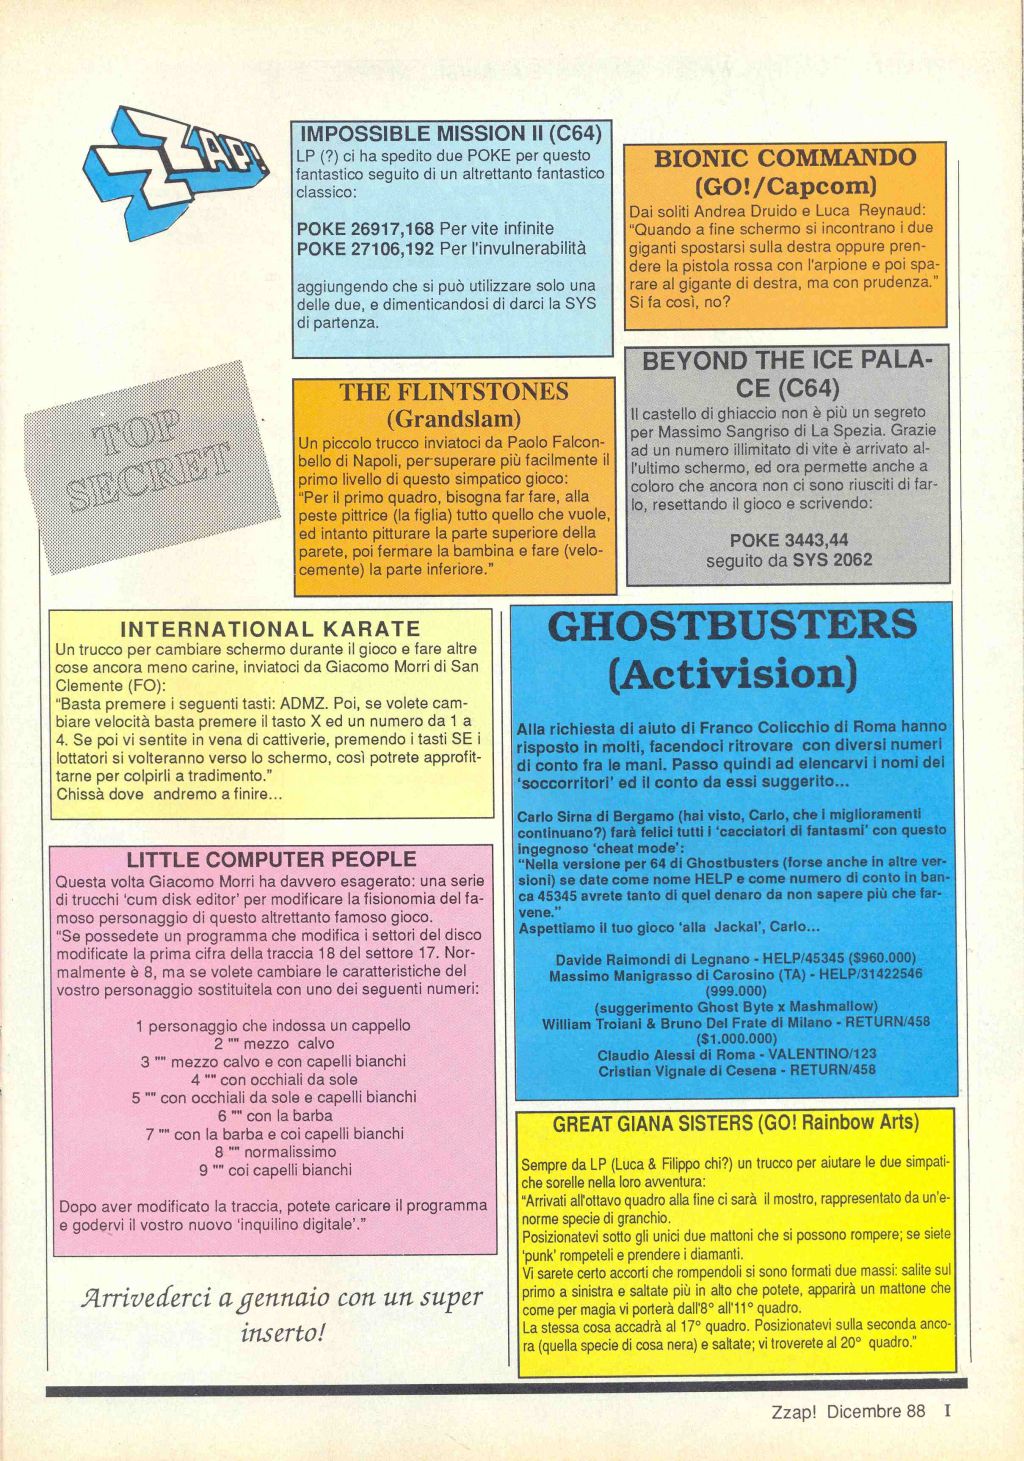 ZZAP!
IMPOSSIBLE MISSION II (C64)
LP (?) ci ha spedito due POKE per questo
fantastico seguito di un altrettanto fantastico
classico:
POKE 26917,168 Per vite infinite
POKE 27106,192 Per l'invulnerabilità
aggiungendo che si può utilizzare solo una
delle due, e dimenticandosi di darci la SYS
di partenza.
BIONIC COMMANDO
(GO!/Capcom)
Dai soliti Andrea Druido e Luca Reynaud:
“Quando a fine schermo si incontrano i due
giganti spostarsi sulla destra oppure pren-
dere la pistola rossa con l'arpione e poi spa-
rare al gigante di destra, ma con prudenza.”
Si fa così, no?
TOP
SECRET
THE FLINTSTONES
(Grandslam)
Un piccolo trucco inviatoci da Paolo Falcon-
bello di Napoli, per superare più facilmente il
primo livello di questo simpatico gioco:
“Per il primo quadro, bisogna far fare, alla
peste pittrice (la figlia) tutto quello che vuole,
ed intanto pitturare la parte superiore della
parete, poi fermare la bambina e fare (velo-
cemente) la parte inferiore.”
BEYOND THE ICE PALA-
CE (C64)
Il castello di ghiaccio non è più un segreto
per Massimo Sangriso di La Spezia. Grazie
ad un numero illimitato di vite è arrivato al-
l'ultimo schermo, ed ora permette anche a
coloro che ancora non ci sono riusciti di far-
lo, resettando il gioco e scrivendo:
POKE 3443,44
seguito da SYS 2062
INTERNATIONAL KARATE
Un trucco per cambiare schermo durante il gioco e fare altre
cose ancora meno carine, inviatoci da Giacomo Morri di San
Clemente (FO):
“Basta premere i seguenti tasti: ADMZ. Poi, se volete cam-
biare velocità basta premere il tasto X ed un numero da 1 a
4. Se poi vi sentite in vena di cattiverie, premendo i tasti SE i
lottatori si volteranno verso lo schermo, così potrete approfit-
tarne per colpirli a tradimento.”
Chissà dove andremo a finire...
LITTLE COMPUTER PEOPLE
Questa volta Giacomo Morri ha davvero esagerato: una serie
di trucchi ‘cum disk editor’ per modificare la fisionomia del fa-
moso personaggio di questo altrettanto famoso gioco.
“Se possedete un programma che modifica i settori del disco
modificate la prima cifra della traccia 18 del settore 17. Nor-
malmente è 8, ma se volete cambiare le caratteristiche del
vostro personaggio sostituitela con uno dei seguenti numeri:
1 personaggio che indossa un cappello
2 "" mezzo calvo
3 "" mezzo calvo e con capelli bianchi
4 "" con occhiali da sole
5 "" con occhiali da sole e capelli bianchi
6 "" con la barba
7 "" con la barba e coi capelli bianchi
8 "" normalissimo
9 "" coi capelli bianchi
Dopo aver modificato la traccia, potete caricare il programma
e godervi il vostro nuovo ‘inquilino digitale’.”
Arrivederci a gennaio con un super
inserto!
GHOSTBUSTERS
(Activision)
Alla richiesta di aiuto di Franco Colicchio di Roma hanno
risposto in molti, facendoci ritrovare con diversi numeri
di conto fra le mani. Passo quindi ad elencarvi i nomi dei
‘soccorritori’ ed il conto da essi suggerito...
Carlo Sirna di Bergamo (hai visto, Carlo, che i miglioramenti
continuano?) farà felici tutti i ‘cacciatori di fantasmi’ con questo
ingegnoso ‘cheat mode’:
“Nella versione per 64 di Ghostbusters (forse anche in altre ver-
sioni) se date come nome HELP e come numero di conto in ban-
ca 45345 avrete tanto di quel denaro da non sapere più che far-
vene.”
Aspettiamo il tuo gioco ‘alla Jackal’, Carlo...
Davide Raimondi di Legnano - HELP/45345 ($960.000)
Massimo Manigrasso di Carosino (TA) - HELP/31422546
(999.000)
(suggerimento Ghost Byte x Mashmallow)
William Troiani & Bruno Del Frate di Milano - RETURN/458
($1.000.000)
Claudio Alessi di Roma - VALENTINO/123
Cristian Vignale di Cesena - RETURN/458
GREAT GIANA SISTERS (GO! Rainbow Arts)
Sempre da LP (Luca & Filippo chi?) un trucco per aiutare le due simpati-
che sorelle nella loro avventura:
“Arrivati all'ottavo quadro alla fine ci sarà il mostro, rappresentato da un'e-
norme specie di granchio.
Posizionatevi sotto gli unici due mattoni che si possono rompere; se siete
‘punk’ rompeteli e prendere i diamanti.
Vi sarete certo accorti che rompendoli si sono formati due massi: salite sul
primo a sinistra e saltate più in alto che potete, apparirà un mattone che
come per magia vi porterà dall'8° all'11° quadro.
La stessa cosa accadrà al 17° quadro. Posizionatevi sulla seconda anco-
ra (quella specie di cosa nera) e saltate; vi troverete al 20° quadro.”
Zzap! Dicembre 88 I